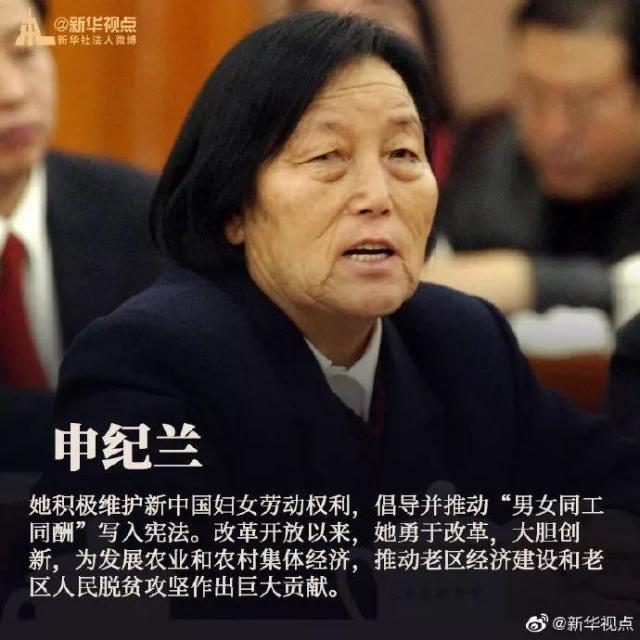 @新华视点
新华社法人微博
申纪兰
她积极维护新中国妇女劳动权利，倡导并推动“男女同工
同酬”写入宪法。改革开放以来，她勇于改革，大胆创
新，为发展农业和农村集体经济，推动老区经济建设和老
区人民脱贫攻坚作出巨大贡献。
@新华视点